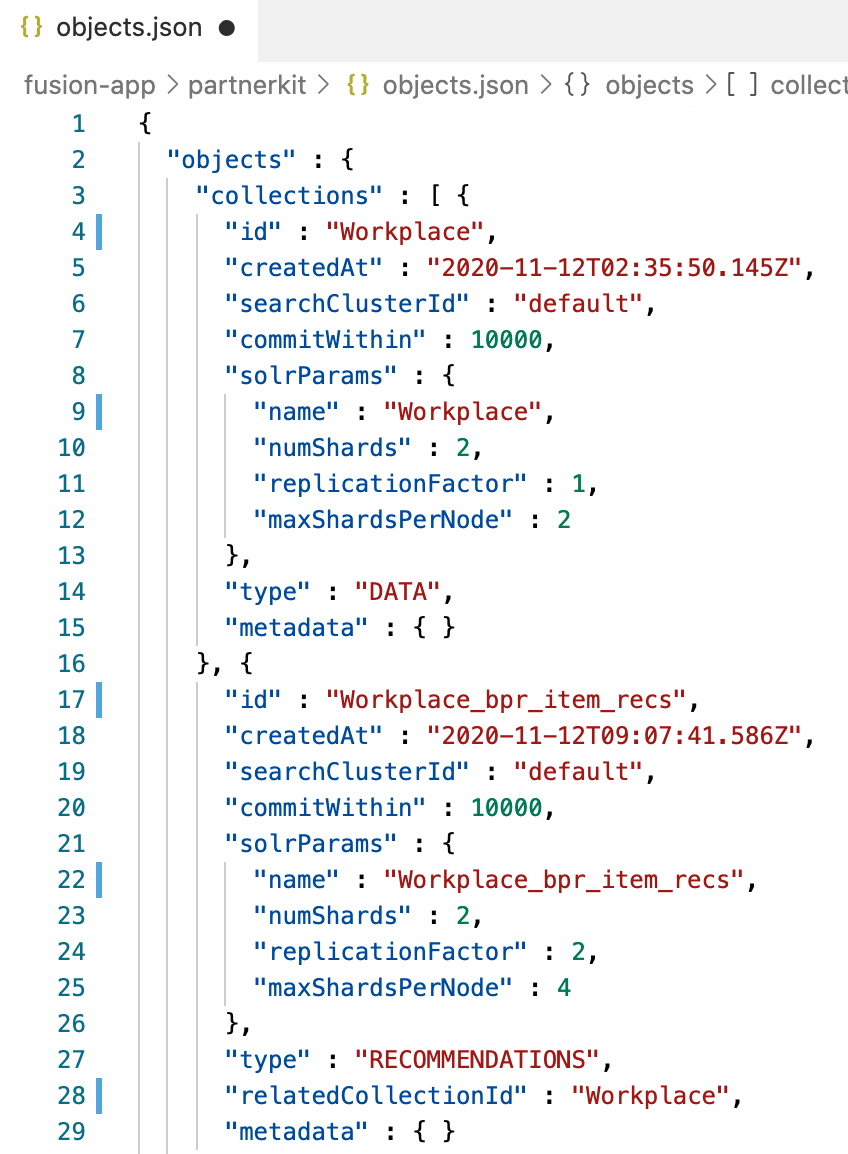 {} objects.json ●
fusion-app > partnerkit > {} objects.json > {} objects > [ ] collect
1 {
2 "objects" : {
3 "collections" : [ {
4 "id" : "Workplace",
5 "createdAt" : "2020-11-12T02:35:50.145Z",
6 "searchClusterId" : "default",
7 "commitWithin" : 10000,
8 "solrParams" : {
9 "name" : "Workplace",
10 "numShards" : 2,
11 "replicationFactor" : 1,
12 "maxShardsPerNode" : 2
13 },
14 "type" : "DATA",
15 "metadata" : { }
16 }, {
17 "id" : "Workplace_bpr_item_recs",
18 "createdAt" : "2020-11-12T09:07:41.586Z",
19 "searchClusterId" : "default",
20 "commitWithin" : 10000,
21 "solrParams" : {
22 "name" : "Workplace_bpr_item_recs",
23 "numShards" : 2,
24 "replicationFactor" : 2,
25 "maxShardsPerNode" : 4
26 },
27 "type" : "RECOMMENDATIONS",
28 "relatedCollectionId" : "Workplace",
29 "metadata" : { }